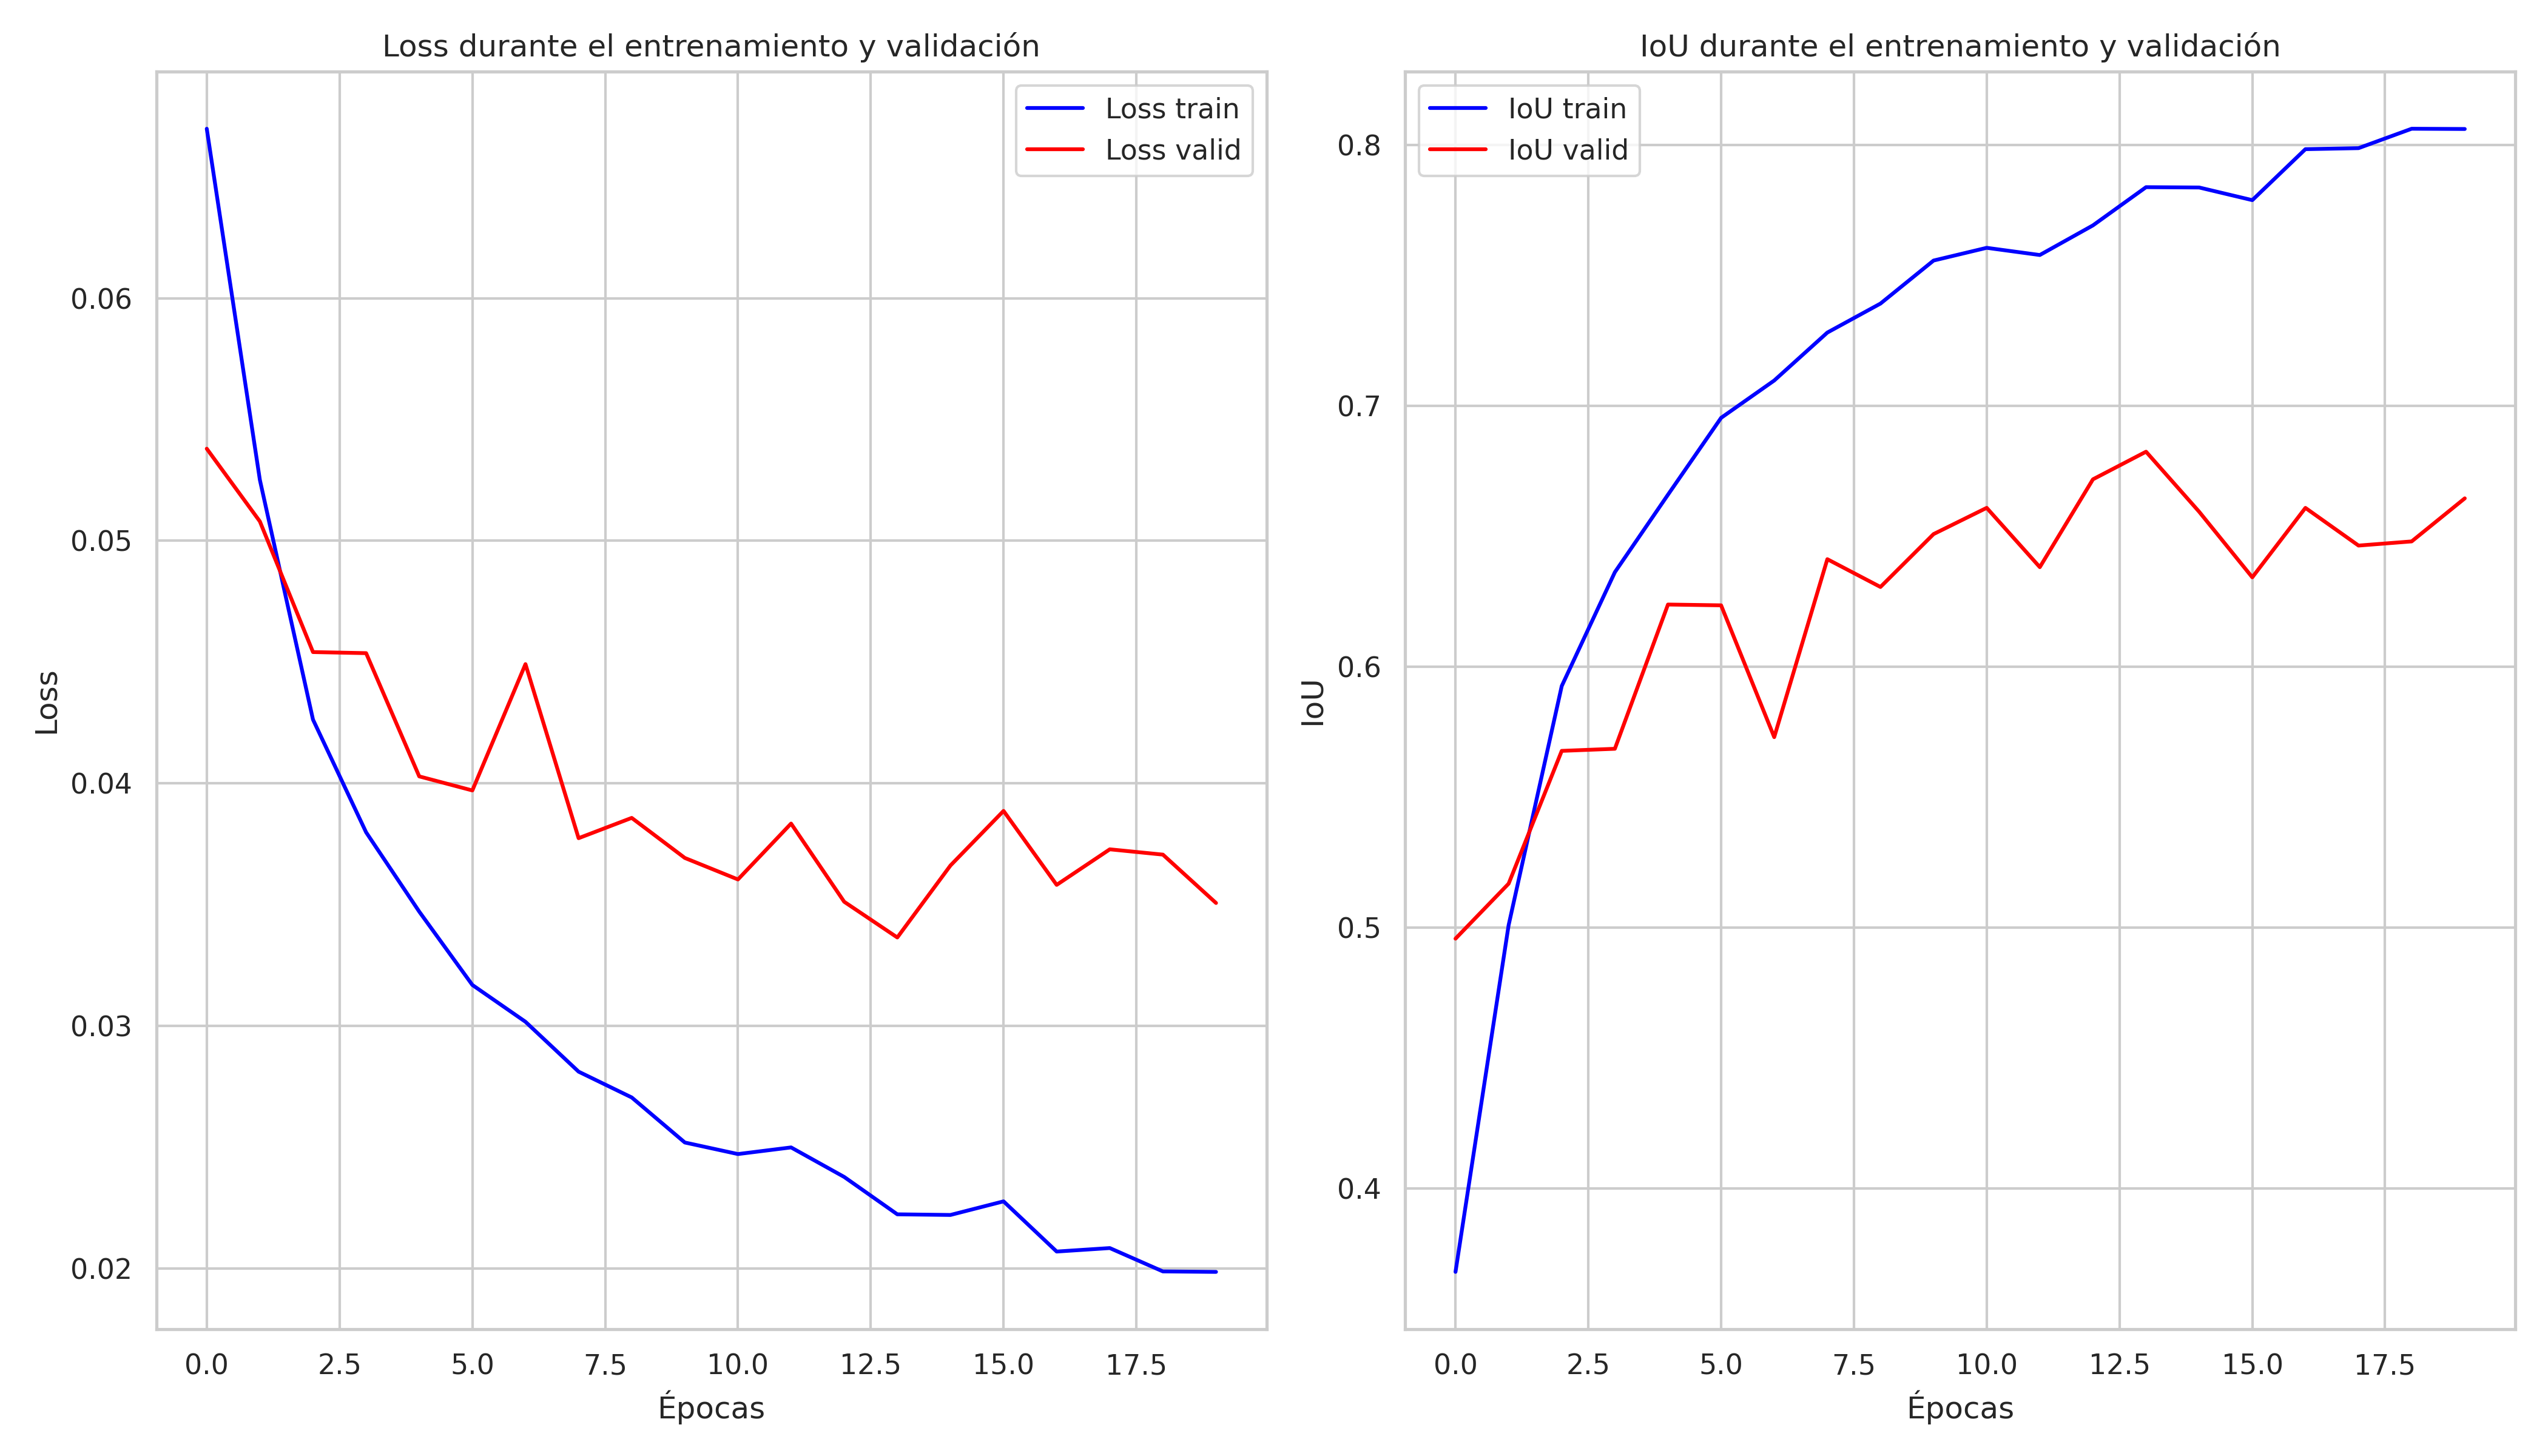 Loss durante el entrenamiento y validación
Loss train
Loss valid
0.06
0.05
0.04
0.03
0.02
Loss
0.0 2.5 5.0 7.5 10.0 12.5 15.0 17.5
Épocas
IoU durante el entrenamiento y validación
IoU train
IoU valid
0.8
0.7
0.6
0.5
0.4
IoU
0.0 2.5 5.0 7.5 10.0 12.5 15.0 17.5
Épocas